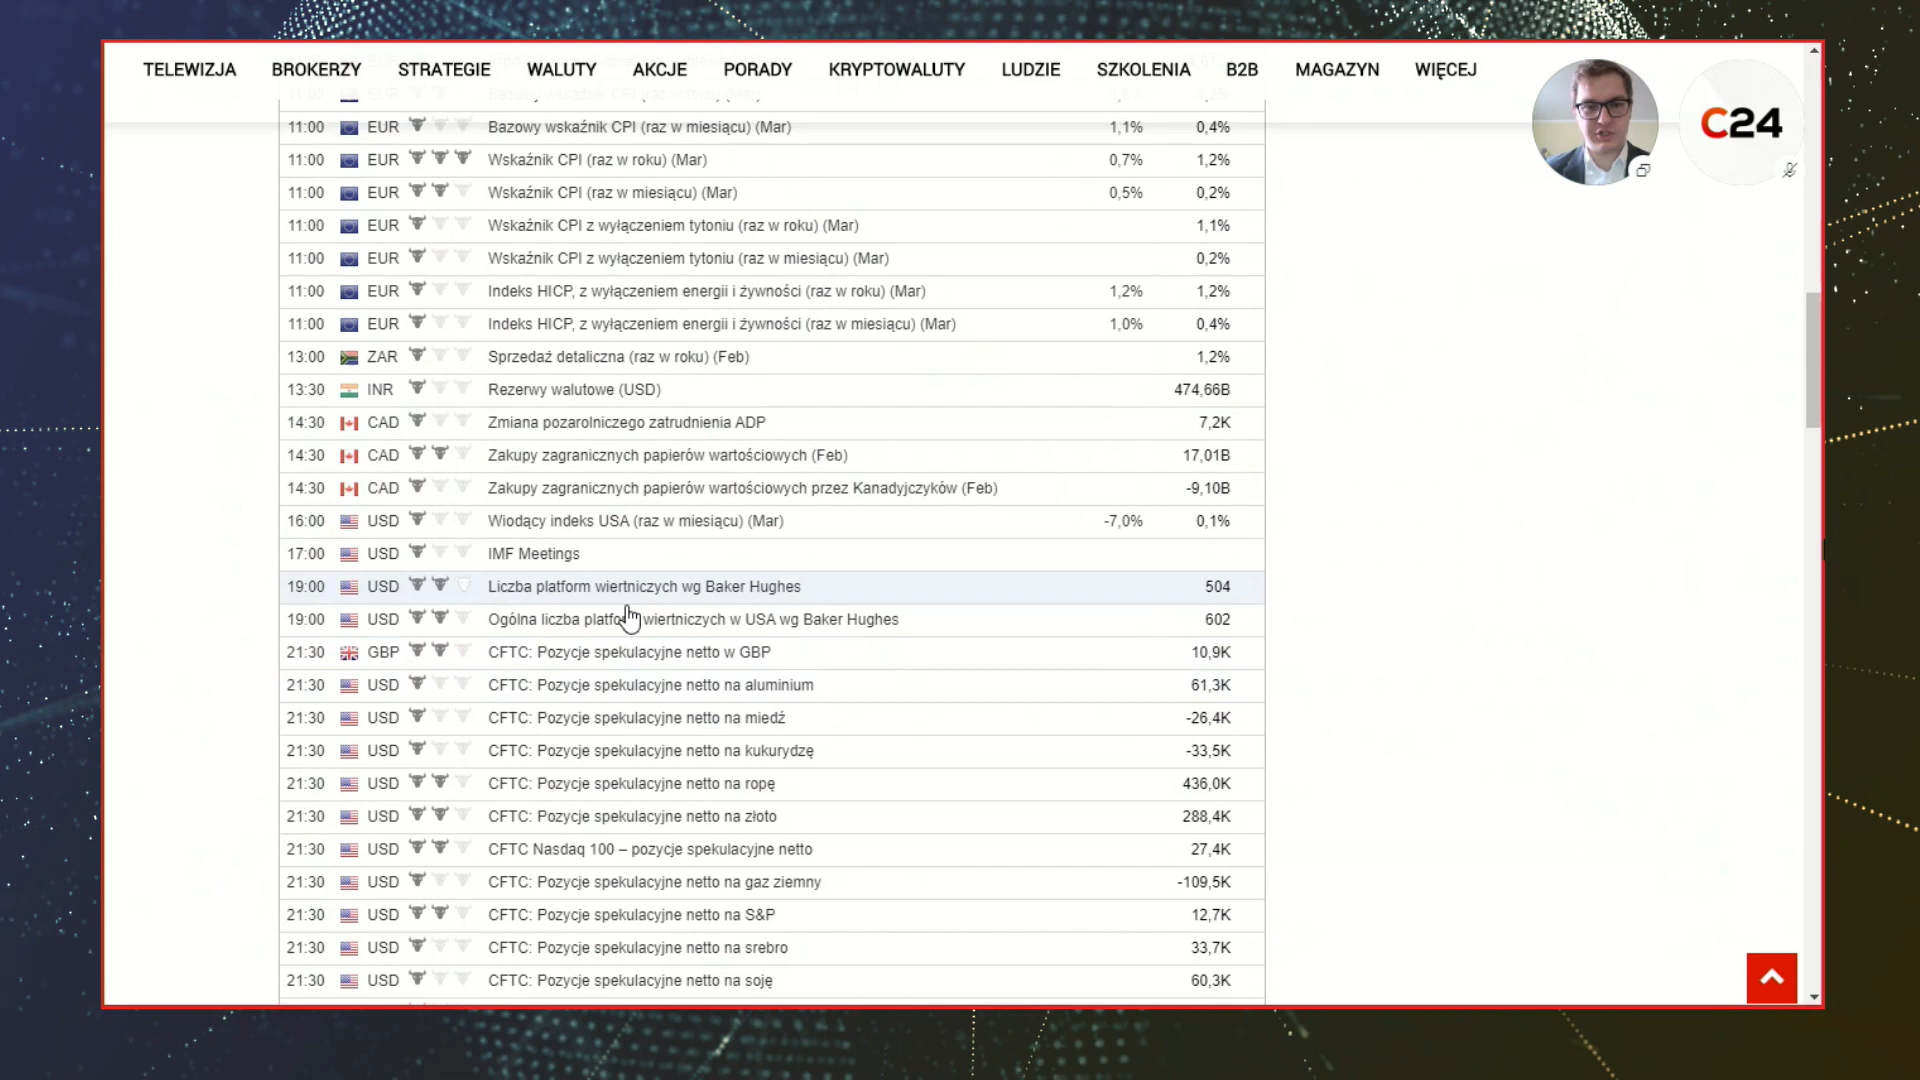 TELEWIZJA BROKERZY STRATEGIE WALUTY AKCJE PORADY KRYPTOWALUTY LUDZIE SZKOLENIA B2B MAGAZYN WIĘCEJ
C24
11:00 EUR Bazowy wskaźnik CPI (raz w miesiącu) (Mar) 1,1% 0,4%
11:00 EUR Wskaźnik CPI (raz w roku) (Mar) 0,7% 1,2%
11:00 EUR Wskaźnik CPI (raz w miesiącu) (Mar) 0,5% 0,2%
11:00 EUR Wskaźnik CPI z wyłączeniem tytoniu (raz w roku) (Mar) 1,1%
11:00 EUR Wskaźnik CPI z wyłączeniem tytoniu (raz w miesiącu) (Mar) 0,2%
11:00 EUR Indeks HICP, z wyłączeniem energii i żywności (raz w roku) (Mar) 1,2% 1,2%
11:00 EUR Indeks HICP, z wyłączeniem energii i żywności (raz w miesiącu) (Mar) 1,0% 0,4%
13:00 ZAR Sprzedaż detaliczna (raz w roku) (Feb) 1,2%
13:30 INR Rezerwy walutowe (USD) 474,66B
14:30 CAD Zmiana pozarolniczego zatrudnienia ADP 7,2K
14:30 CAD Zakupy zagranicznych papierów wartościowych (Feb) 17,01B
14:30 CAD Zakupy zagranicznych papierów wartościowych przez Kanadyjczyków (Feb) -9,10B
16:00 USD Wiodący indeks USA (raz w miesiącu) (Mar) -7,0% 0,1%
17:00 USD IMF Meetings
19:00 USD Liczba platform wiertniczych wg Baker Hughes 504
19:00 USD Ogólna liczba platform wiertniczych w USA wg Baker Hughes 602
21:30 GBP CFTC: Pozycje spekulacyjne netto w GBP 10,9K
21:30 USD CFTC: Pozycje spekulacyjne netto na aluminium 61,3K
21:30 USD CFTC: Pozycje spekulacyjne netto na miedź -26,4K
21:30 USD CFTC: Pozycje spekulacyjne netto na kukurydzę -33,5K
21:30 USD CFTC: Pozycje spekulacyjne netto na ropę 436,0K
21:30 USD CFTC: Pozycje spekulacyjne netto na złoto 288,4K
21:30 USD CFTC Nasdaq 100 – pozycje spekulacyjne netto 27,4K
21:30 USD CFTC: Pozycje spekulacyjne netto na gaz ziemny -109,5K
21:30 USD CFTC: Pozycje spekulacyjne netto na S&P 12,7K
21:30 USD CFTC: Pozycje spekulacyjne netto na srebro 33,7K
21:30 USD CFTC: Pozycje spekulacyjne netto na soję 60,3K